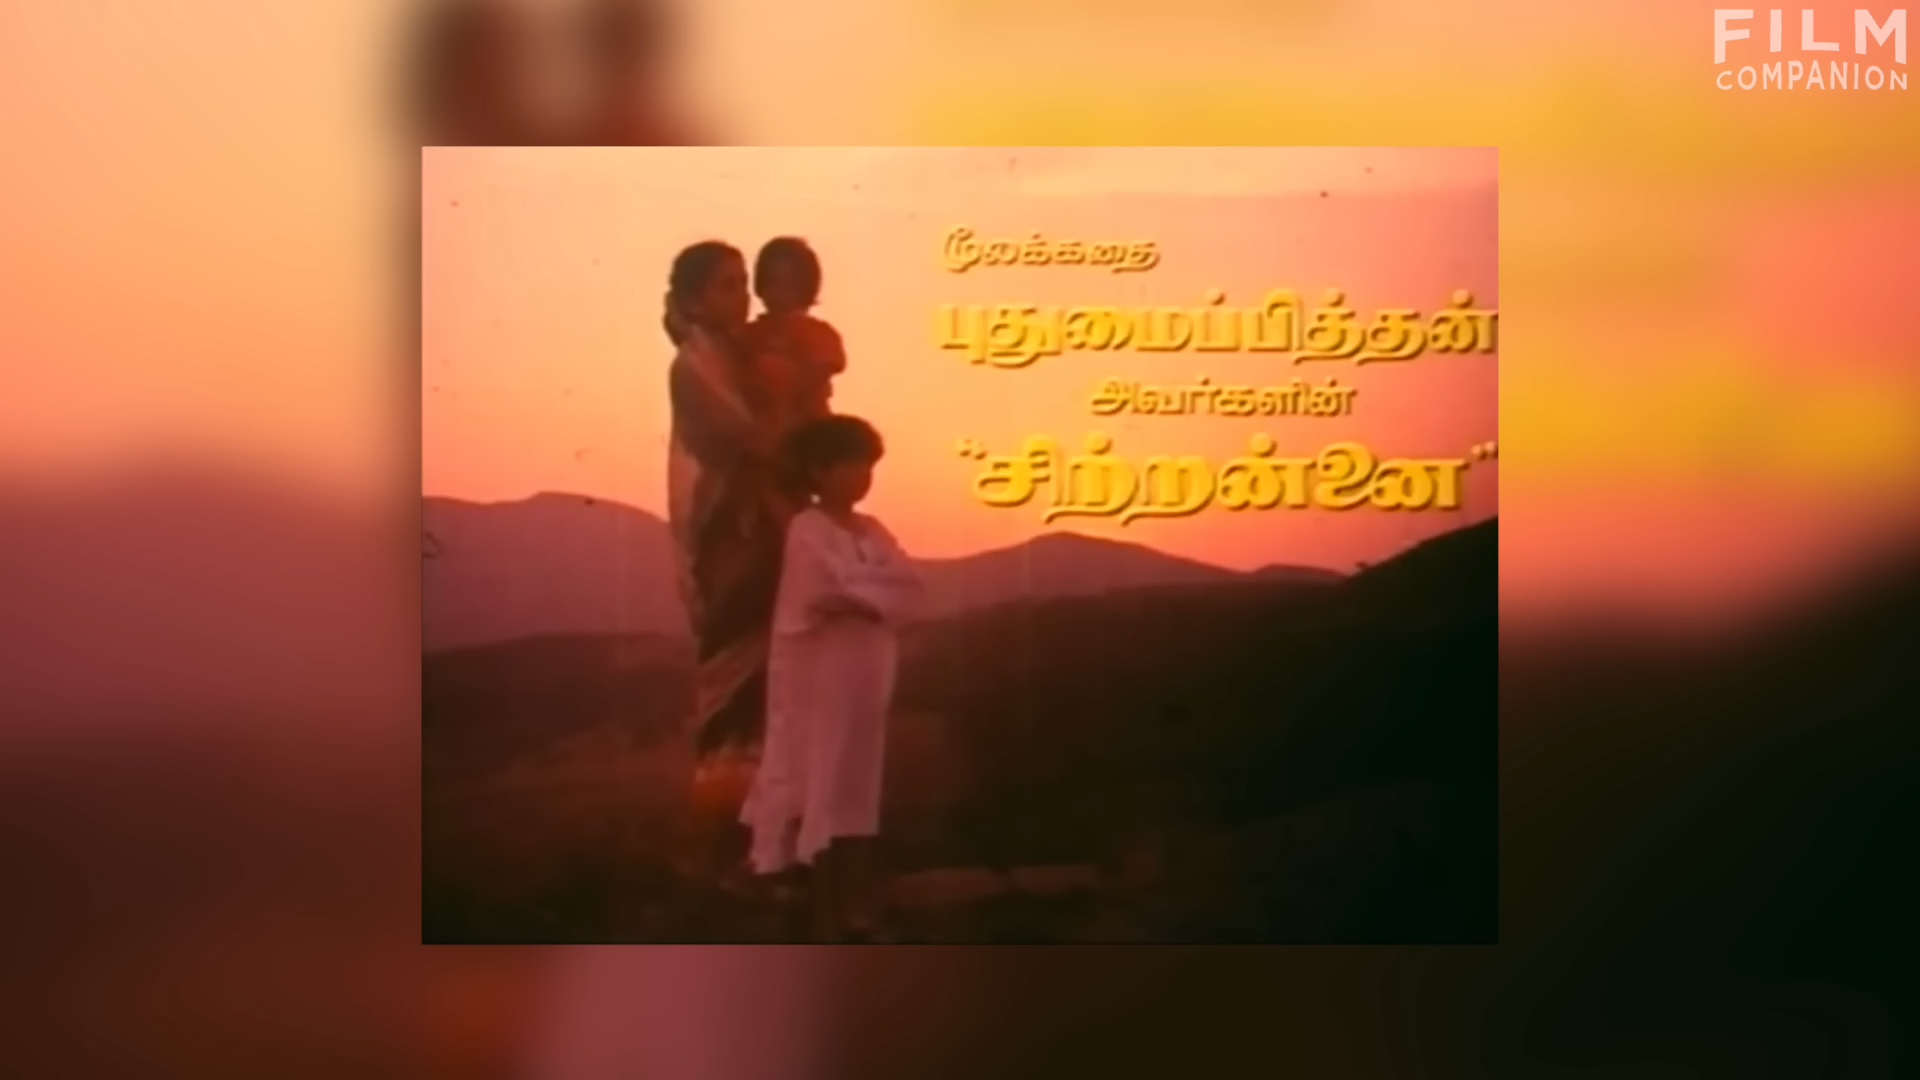 FILM
COMPANION
மூலக்கதை
புதுமைப்பித்தன்
அவர்களின்
"சிற்றன்னை"